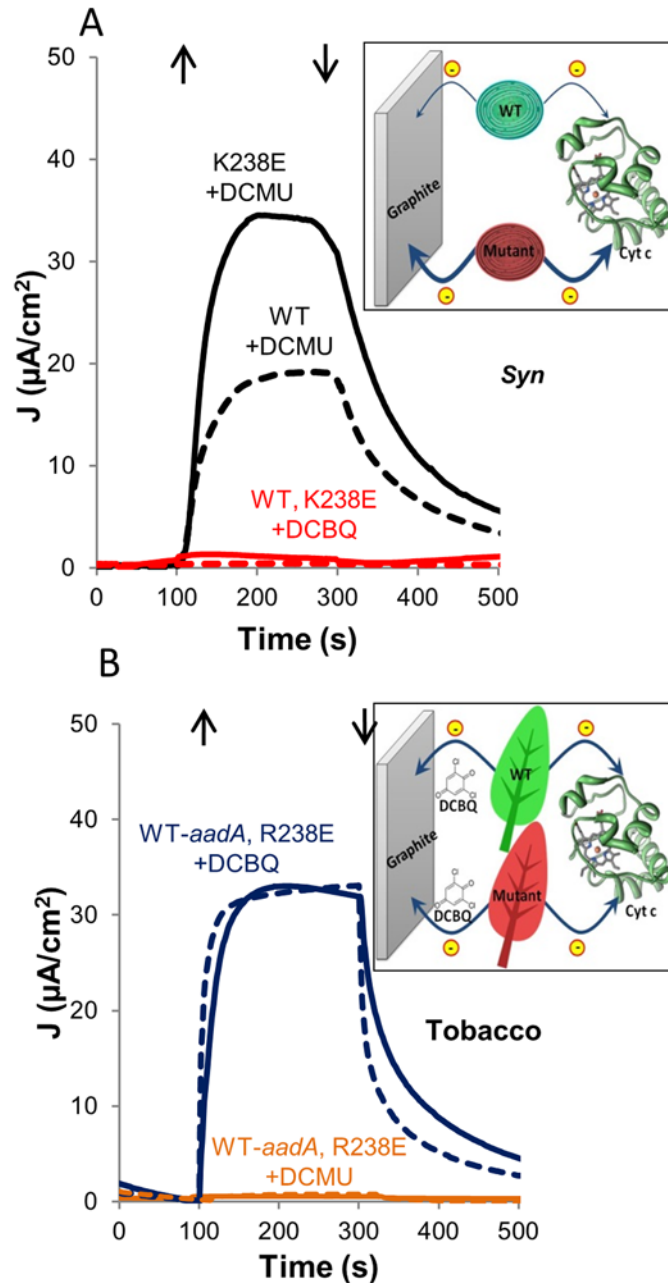 A
50
40
30
20
10
0
J (µA/cm²)
K238E
+DCMU
WT
+DCMU
WT, K238E
+DCBQ
Syn
0 100 200 300 400 500
Time (s)
Graphite
-
-
WT
Mutant
-
-
Cyt c
B
50
40
30
20
10
0
J (µA/cm²)
WT-aadA, R238E
+DCBQ
WT-aadA, R238E
+DCMU
Tobacco
0 100 200 300 400 500
Time (s)
Graphite
-
-
Cl
O
DCBQ
WT
DCBQ
Mutant
-
-
Cyt c